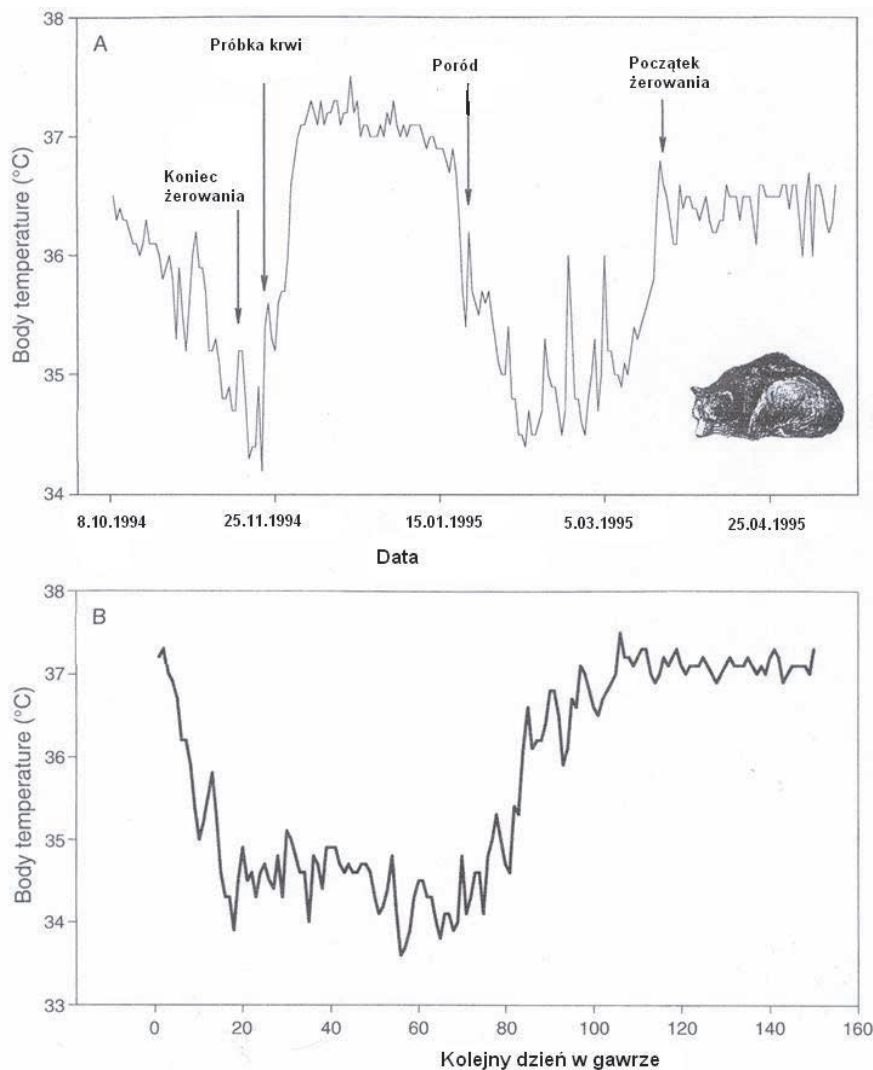 38
37
36
35
34
Body temperature (°C)
A
Próbka krwi
Poród
Początek
żerowania
Koniec
żerowania
8.10.1994
25.11.1994
15.01.1995
5.03.1995
25.04.1995
Data
38
37
36
35
34
33
Body temperature (°C)
B
0
20
40
60
80
100
120
140
160
Kolejny dzień w gawrze